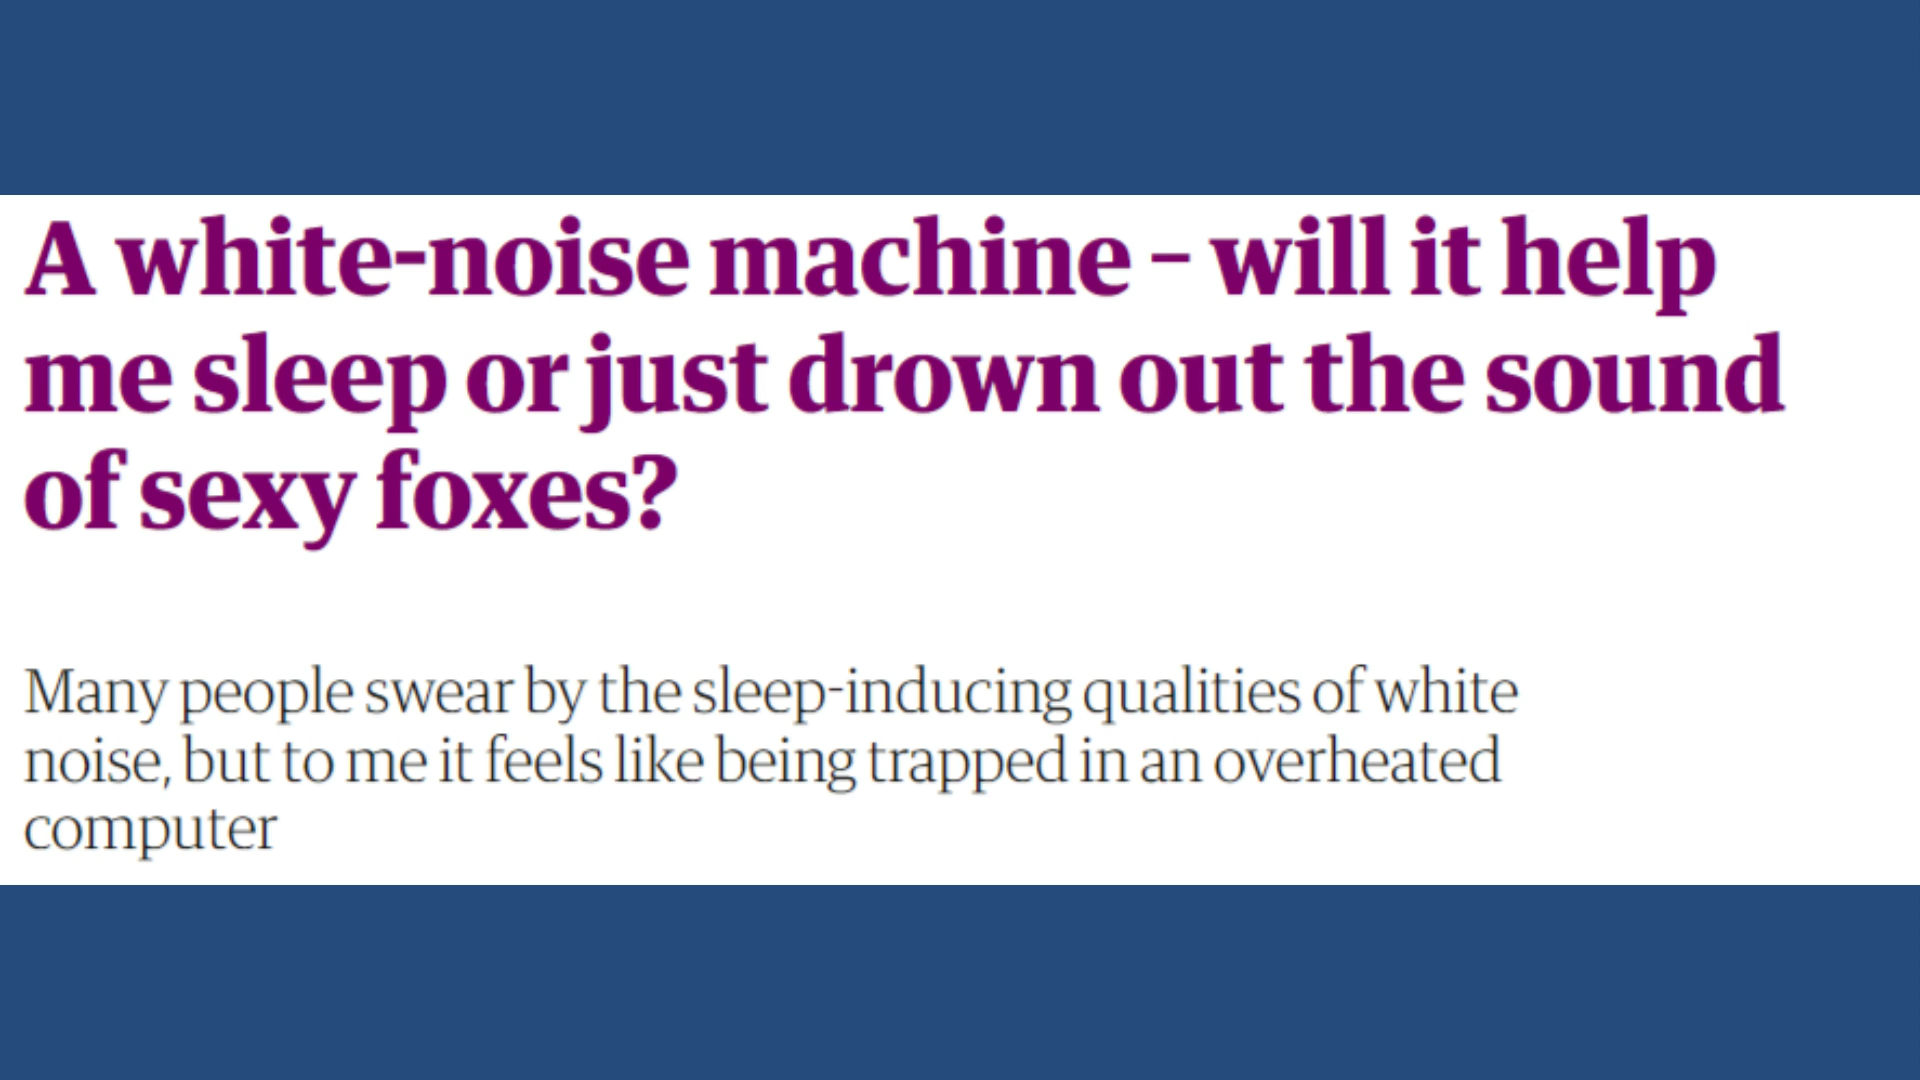 A white-noise machine – will it help
me sleep or just drown out the sound
of sexy foxes?
Many people swear by the sleep-inducing qualities of white
noise, but to me it feels like being trapped in an overheated
computer